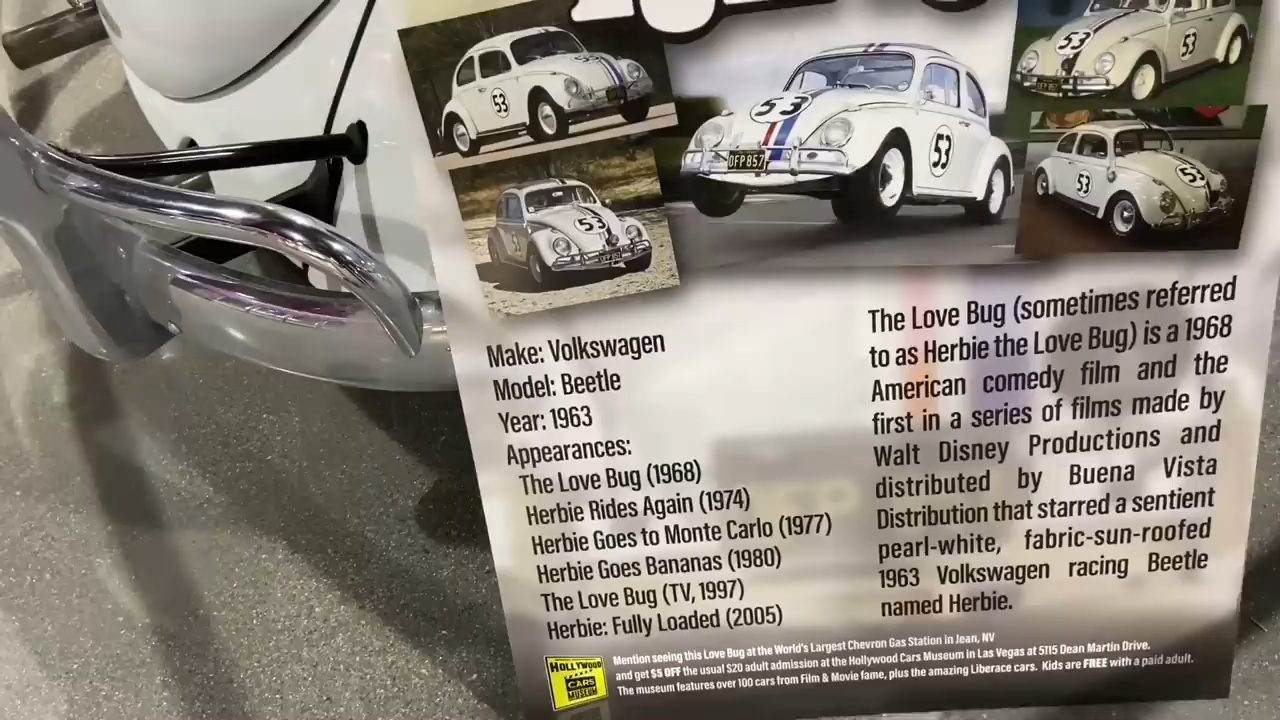 53
53
53
OFP 857
53
53
53
53
OFP 857
53
53
Make: Volkswagen
Model: Beetle
Year: 1963
Appearances:
The Love Bug (1968)
Herbie Rides Again (1974)
Herbie Goes to Monte Carlo (1977)
Herbie Goes Bananas (1980)
The Love Bug (TV, 1997)
Herbie: Fully Loaded (2005)
The Love Bug (sometimes referred
to as Herbie the Love Bug) is a 1968
American comedy film and the
first in a series of films made by
Walt Disney Productions and
distributed by Buena Vista
Distribution that starred a sentient
pearl-white, fabric-sun-roofed
1963 Volkswagen racing Beetle
named Herbie.
HOLLYWOOD
CARS
MUSEUM
Mention seeing this Love Bug at the World's Largest Chevron Gas Station in Jean, NV
and get $5 OFF the usual $20 adult admission at the Hollywood Cars Museum in Las Vegas at 5115 Dean Martin Drive.
The museum features over 100 cars from Film & Movie fame, plus the amazing Liberace cars. Kids are FREE with a paid adult.